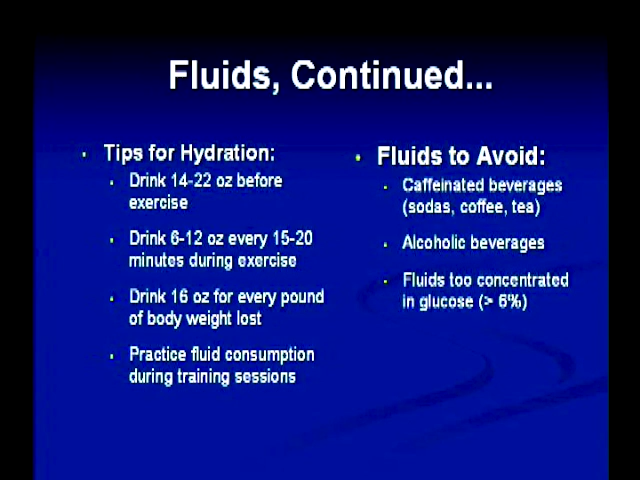 Fluids, Continued...
• Tips for Hydration:
• Drink 14-22 oz before
exercise
• Drink 6-12 oz every 15-20
minutes during exercise
• Drink 16 oz for every pound
of body weight lost
• Practice fluid consumption
during training sessions
• Fluids to Avoid:
• Caffeinated beverages
(sodas, coffee, tea)
• Alcoholic beverages
• Fluids too concentrated
in glucose (> 6%)